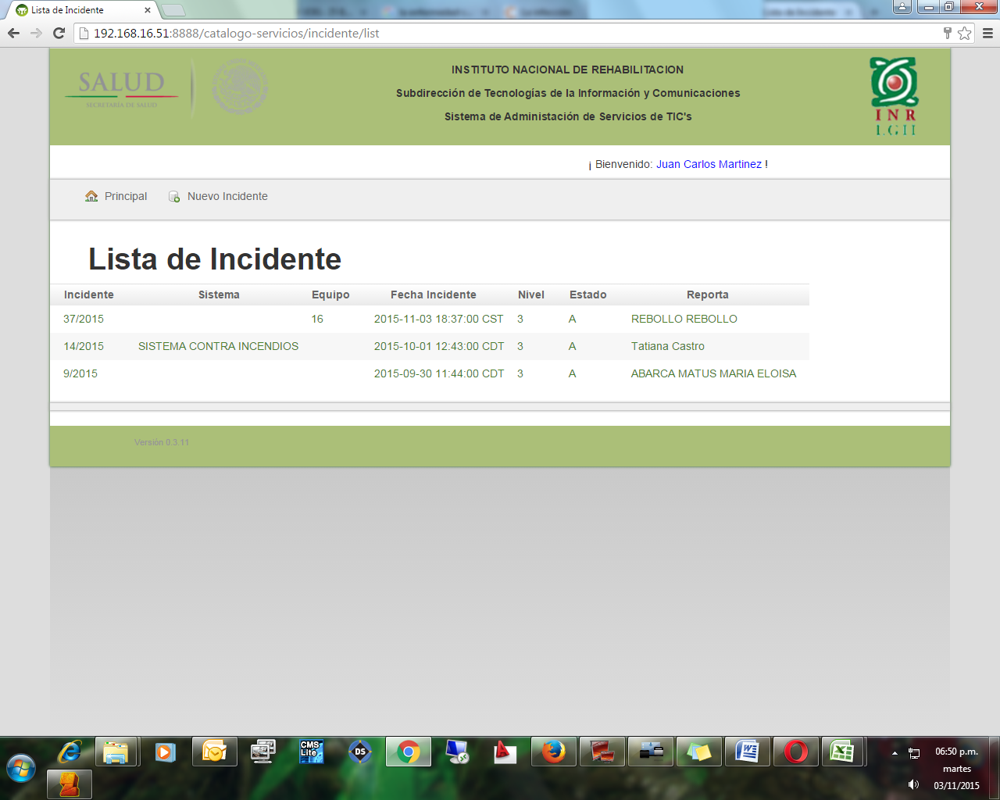 Lista de Incidente
192.168.16.51:8888/catalogo-servicios/incidente/list
SALUD
SECRETARÍA DE SALUD
INSTITUTO NACIONAL DE REHABILITACION
Subdirección de Tecnologías de la Información y Comunicaciones
Sistema de Administación de Servicios de TIC's
INR
LGII
¡ Bienvenido: Juan Carlos Martinez !
Principal Nuevo Incidente
Lista de Incidente
Incidente Sistema Equipo Fecha Incidente Nivel Estado Reporta
37/2015 16 2015-11-03 18:37:00 CST 3 A REBOLLO REBOLLO
14/2015 SISTEMA CONTRA INCENDIOS 2015-10-01 12:43:00 CDT 3 A Tatiana Castro
9/2015 2015-09-30 11:44:00 CDT 3 A ABARCA MATUS MARIA ELOISA
Versión 0.3.11
CMS
Lite
DS
06:50 p.m.
martes
03/11/2015